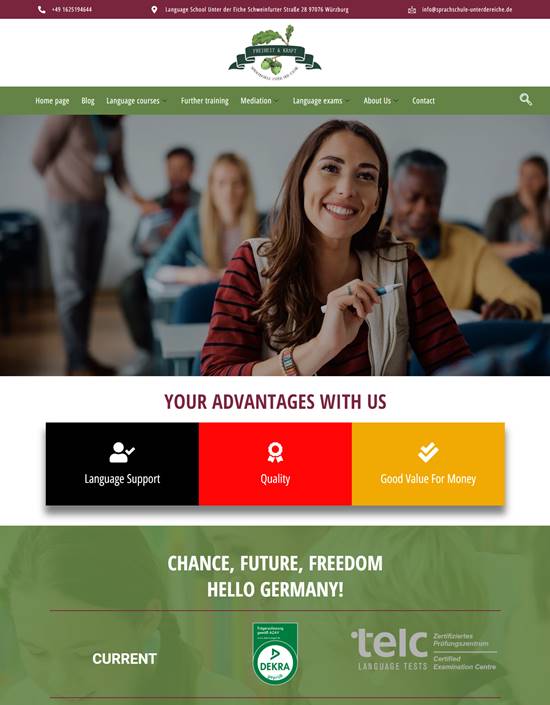 +49 1625194644
Language School Unter der Eiche Schweinfurter Straße 28 97076 Würzburg
info@sprachschule-unterdereiche.de
FREIHEIT & KRAFT
Home page
Blog
Language courses
Further training
Mediation
Language exams
About Us
Contact
YOUR ADVANTAGES WITH US
Language Support
Quality
Good Value For Money
CHANCE, FUTURE, FREEDOM
HELLO GERMANY!
CURRENT
Trägerzulassung
gemäß AZAV
DEKRA
geprüft
telc
LANGUAGE TESTS
Zertifiziertes
Prüfungszentrum
Certified
Examination Centre